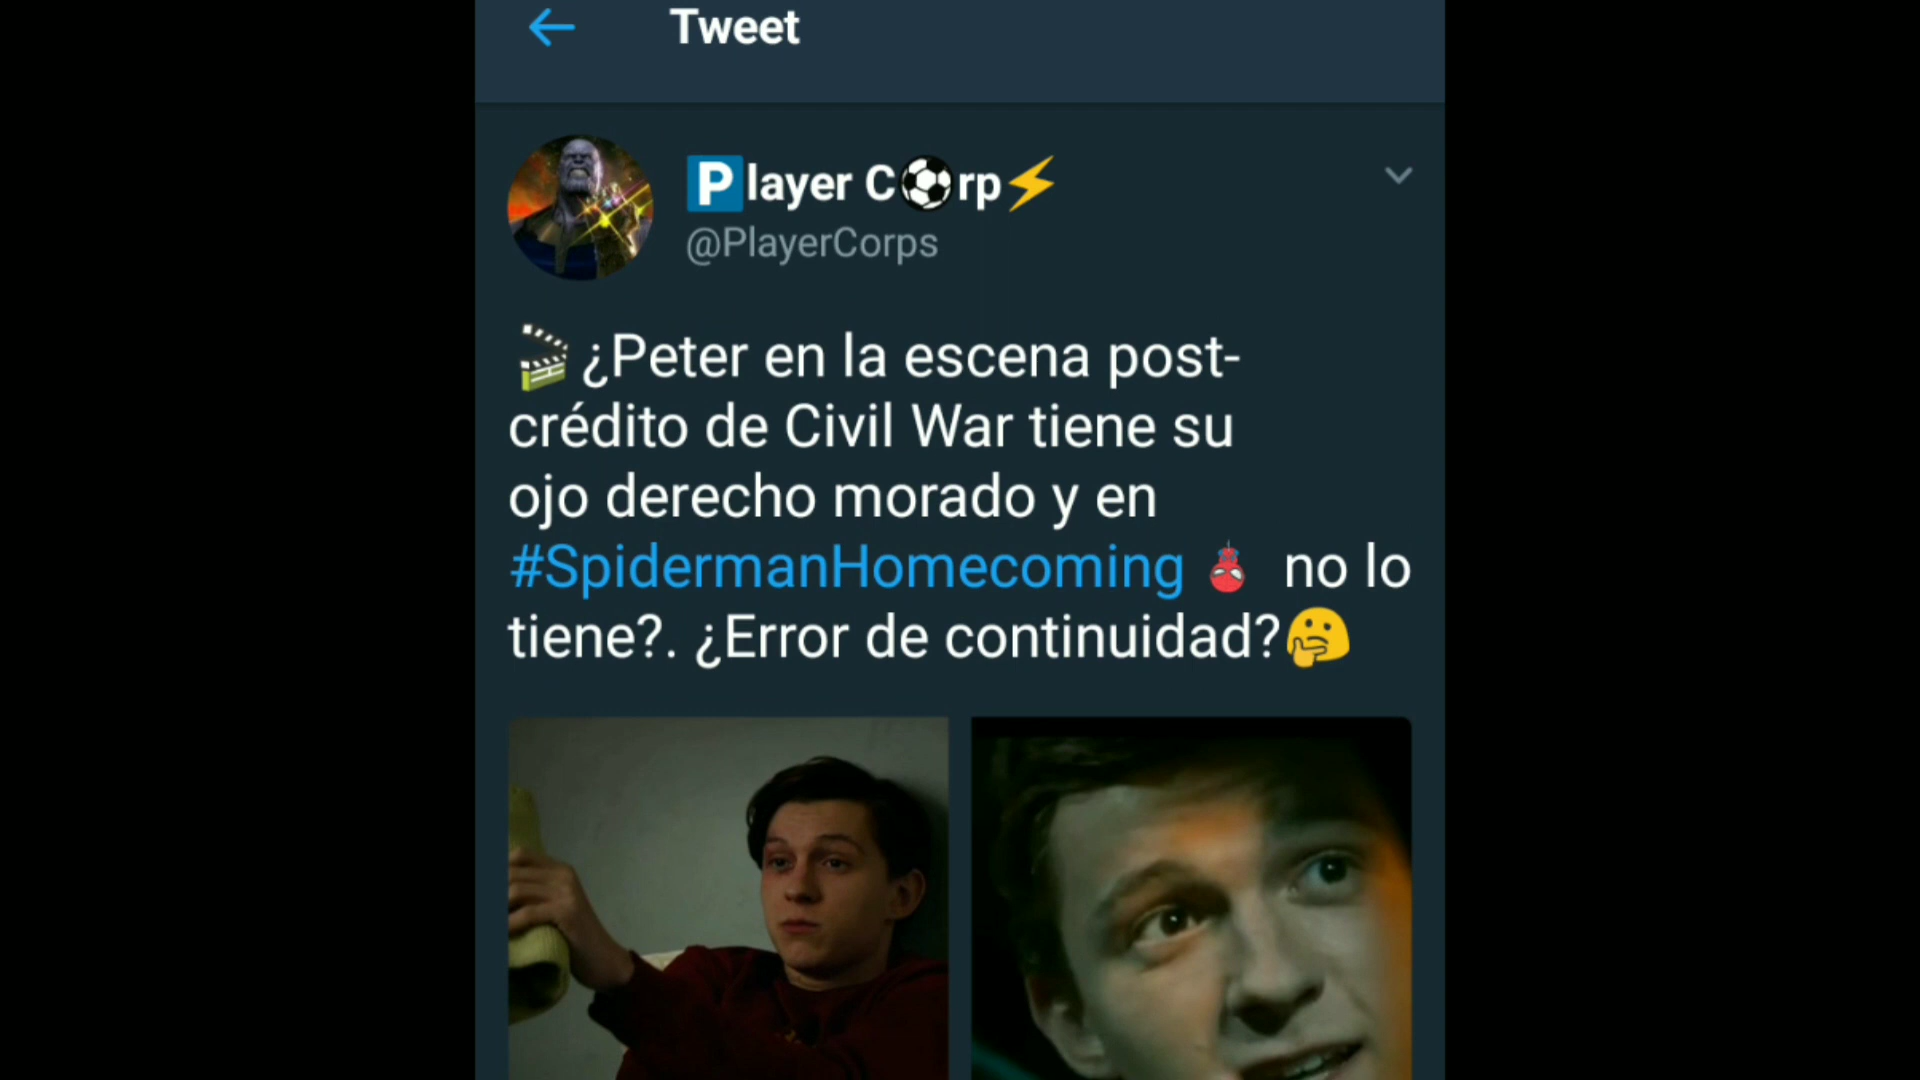 Tweet
🅿layer C⚽rp⚡
@PlayerCorps
🎬¿Peter en la escena post-
crédito de Civil War tiene su
ojo derecho morado y en
#SpidermanHomecoming no lo
tiene?. ¿Error de continuidad?🤔